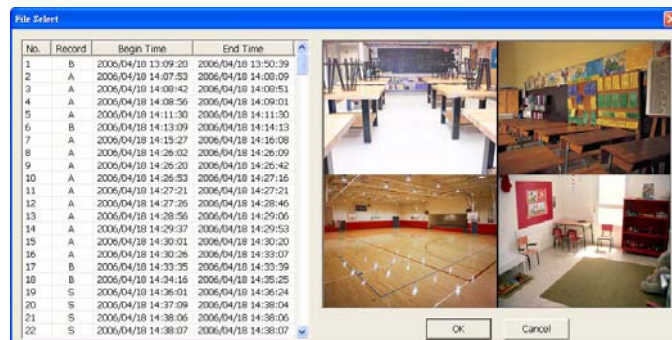 File Select
No. Record Begin Time End Time
1 B 2006/04/18 13:09:20 2006/04/18 13:50:39
2 A 2006/04/18 14:07:53 2006/04/18 14:08:09
3 A 2006/04/18 14:08:42 2006/04/18 14:08:51
4 A 2006/04/18 14:08:56 2006/04/18 14:09:01
5 A 2006/04/18 14:11:30 2006/04/18 14:11:30
6 B 2006/04/18 14:13:09 2006/04/18 14:14:13
7 A 2006/04/18 14:15:27 2006/04/18 14:16:08
8 A 2006/04/18 14:26:02 2006/04/18 14:26:09
9 A 2006/04/18 14:26:20 2006/04/18 14:26:42
10 A 2006/04/18 14:26:53 2006/04/18 14:27:16
11 A 2006/04/18 14:27:21 2006/04/18 14:27:21
12 A 2006/04/18 14:27:26 2006/04/18 14:28:46
13 A 2006/04/18 14:28:56 2006/04/18 14:29:06
14 A 2006/04/18 14:29:37 2006/04/18 14:29:53
15 A 2006/04/18 14:30:01 2006/04/18 14:30:20
16 A 2006/04/18 14:30:26 2006/04/18 14:33:07
17 B 2006/04/18 14:33:35 2006/04/18 14:33:39
18 B 2006/04/18 14:34:16 2006/04/18 14:35:25
19 S 2006/04/18 14:36:01 2006/04/18 14:36:24
20 S 2006/04/18 14:37:09 2006/04/18 14:38:04
21 S 2006/04/18 14:38:06 2006/04/18 14:38:06
22 S 2006/04/18 14:38:07 2006/04/18 14:38:07
OK Cancel